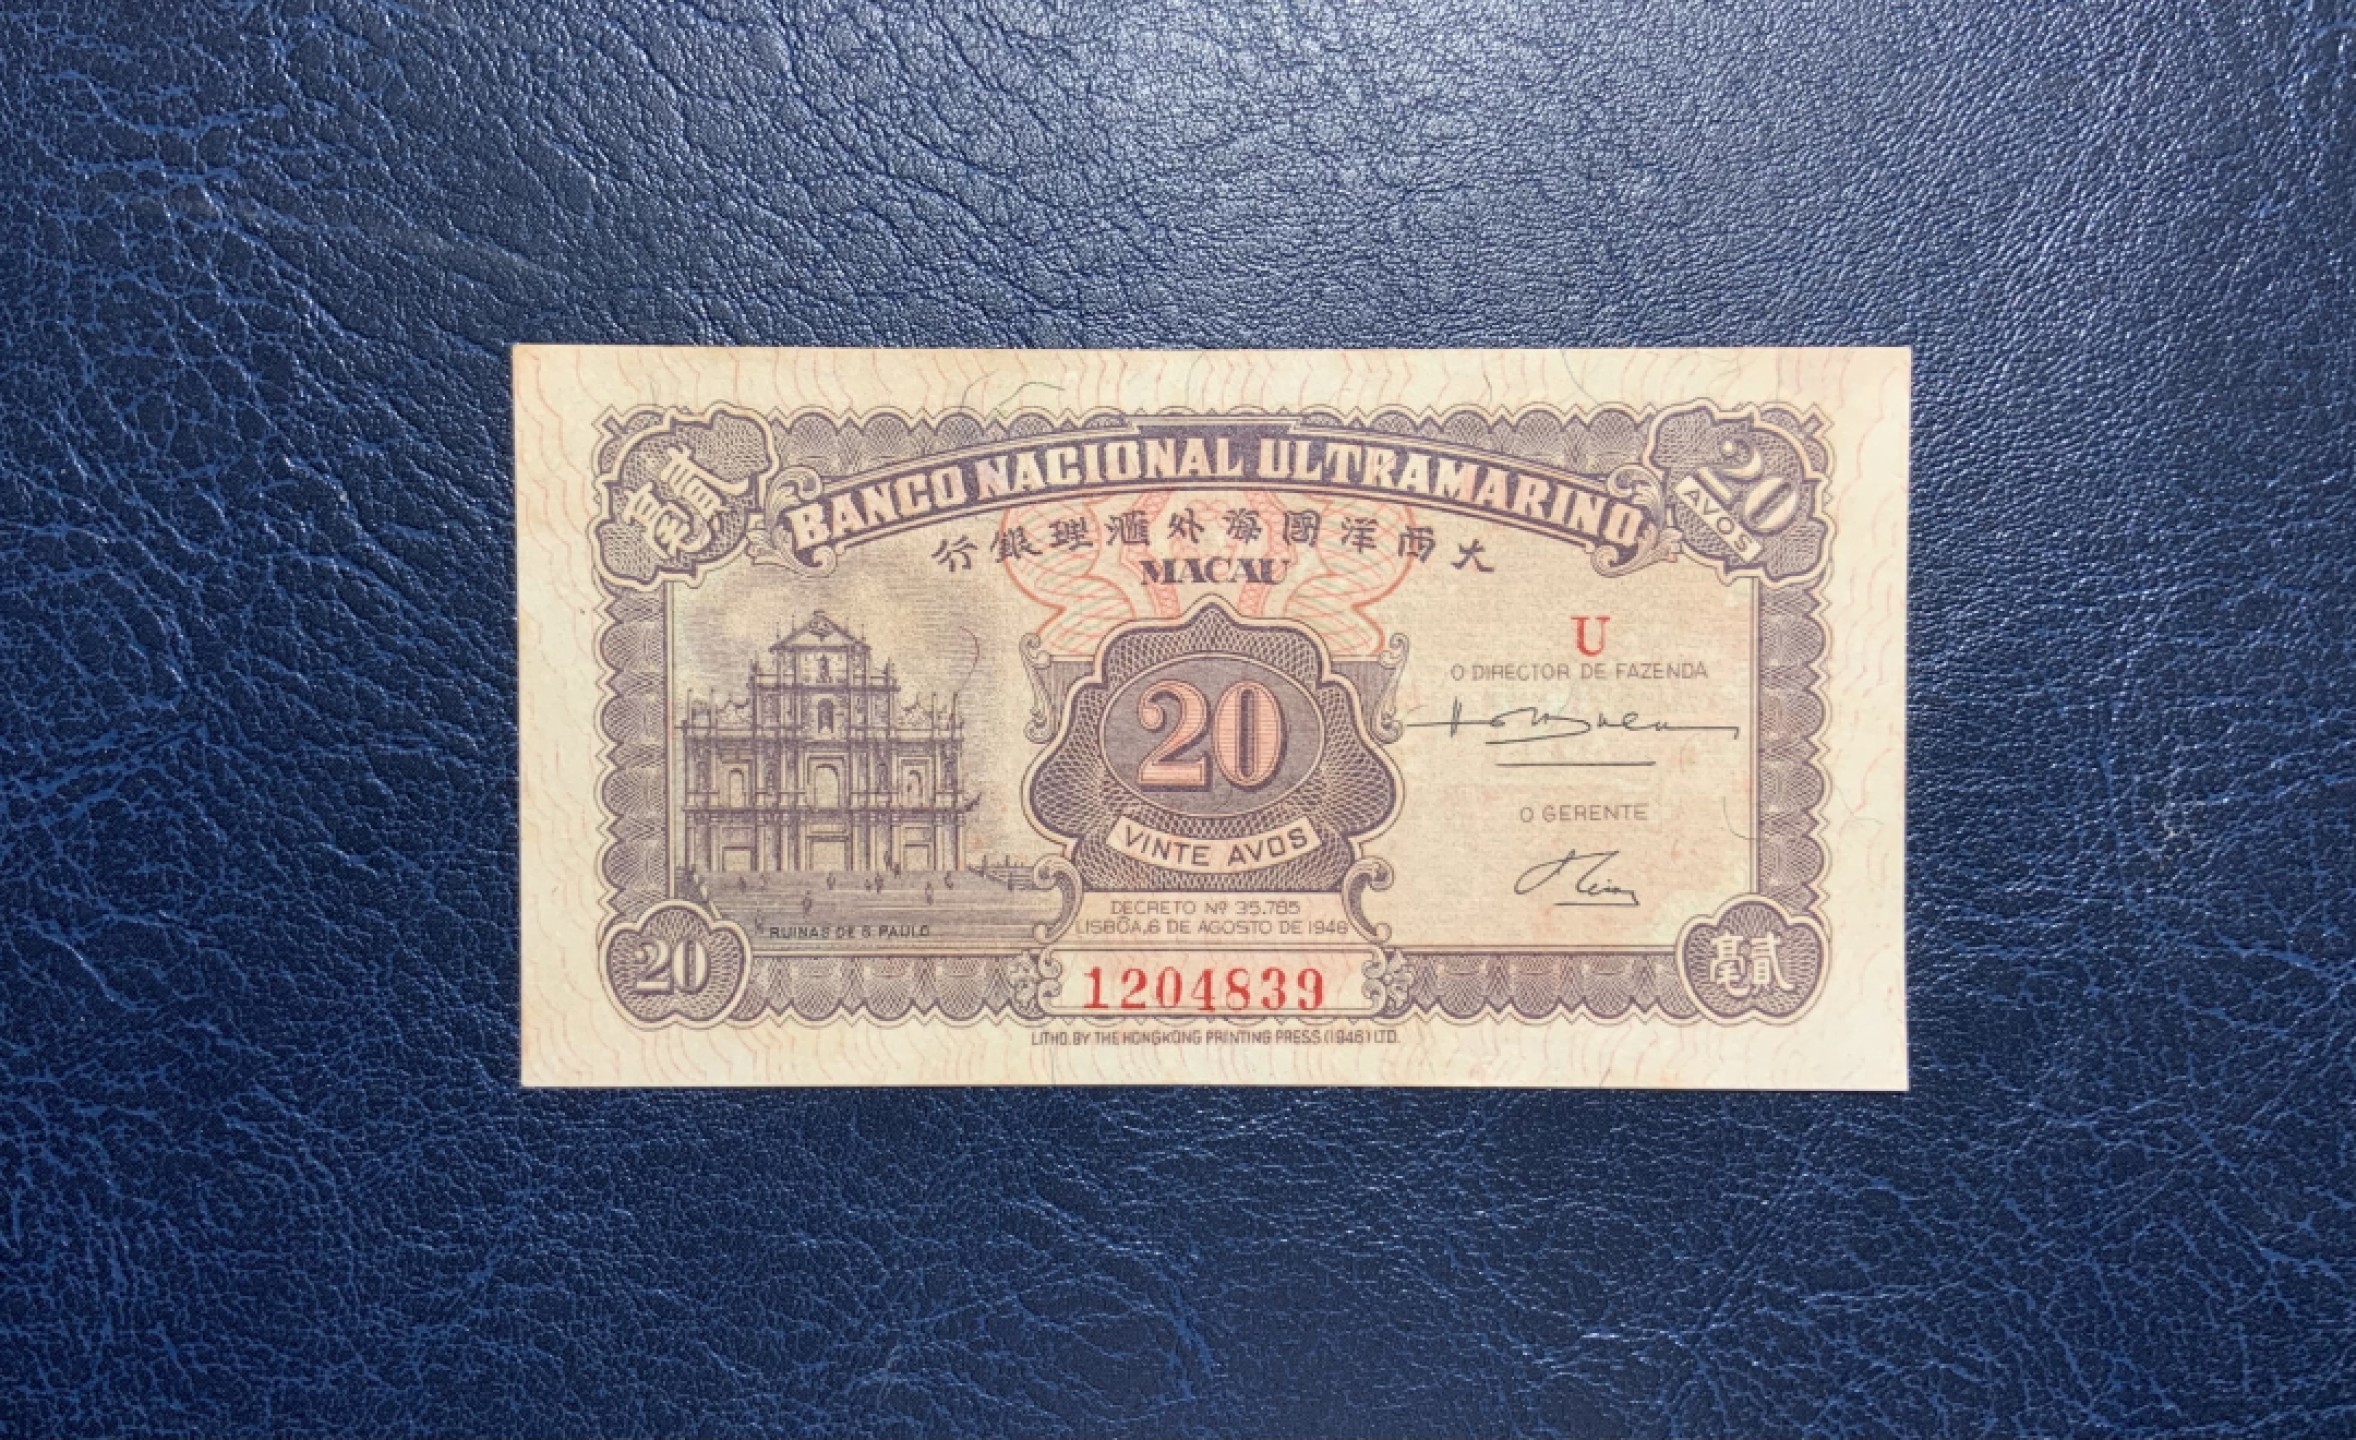 BANCO NACIONAL ULTRAMARINO
貳毫
20
AVOS
行銀理滙外海國洋西大
MACAU
U
O DIRECTOR DE FAZENDA
20
VINTE AVOS
O GERENTE
DECRETO Nº 35.785
LISBÔA, 6 DE AGOSTO DE 1946
RUINAS DE S. PAULO
20
1204839
貳毫
LITHO. BY THE HONGKONG PRINTING PRESS (1946) LTD.